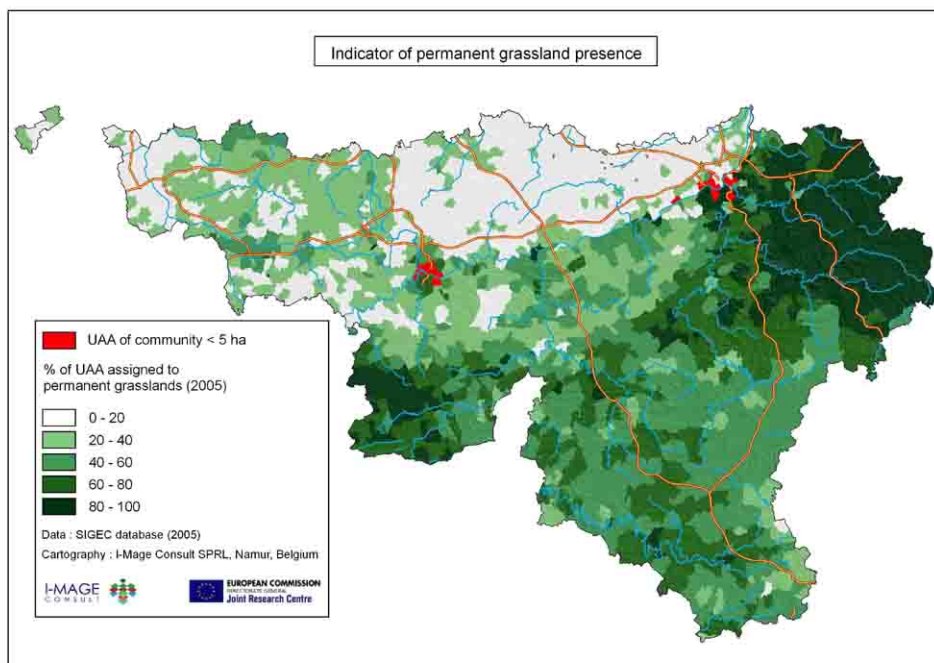 Indicator of permanent grassland presence
UAA of community < 5 ha
% of UAA assigned to
permanent grasslands (2005)
0 - 20
20 - 40
40 - 60
60 - 80
80 - 100
Data : SIGEC database (2005)
Cartography : I-Mage Consult SPRL, Namur, Belgium
I-MAGE
CONSULT
EUROPEAN COMMISSION
DIRECTORATE-GENERAL
Joint Research Centre